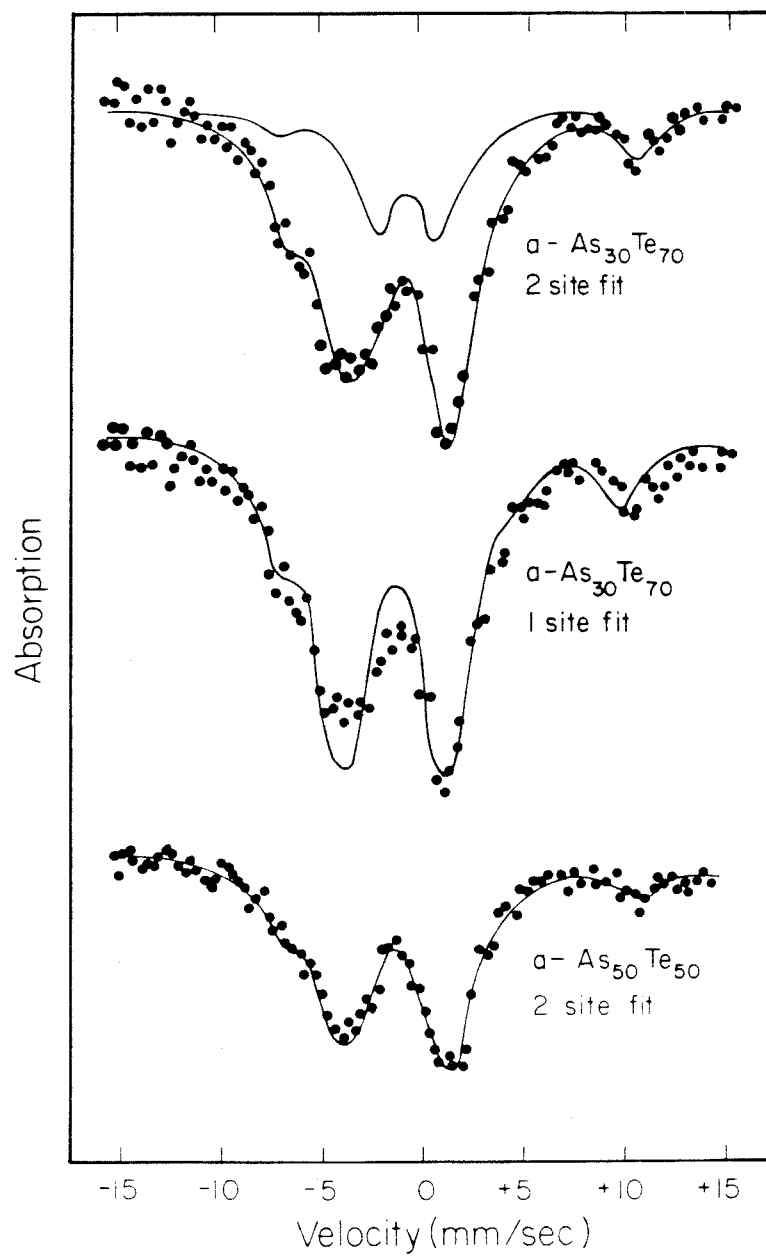 a-As30Te70
2 site fit
a-As30Te70
1 site fit
a-As50Te50
2 site fit
Absorption
-15 -10 -5 0 +5 +10 +15
Velocity (mm/sec)